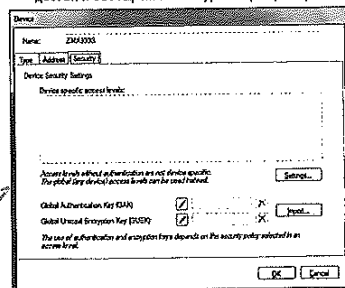 Device
Name:
Type Address Security
Device Security Settings
Device specific access levels:
Access levels without authentication are not device specific.
The global (any device) access levels can be used instead.
Settings...
Global Authentication Key (GAK)
Global Unicast Encryption Key (GUEK):
Import...
The use of authentication and encryption keys depends on the security policy selected in an
access level.
OK Cancel